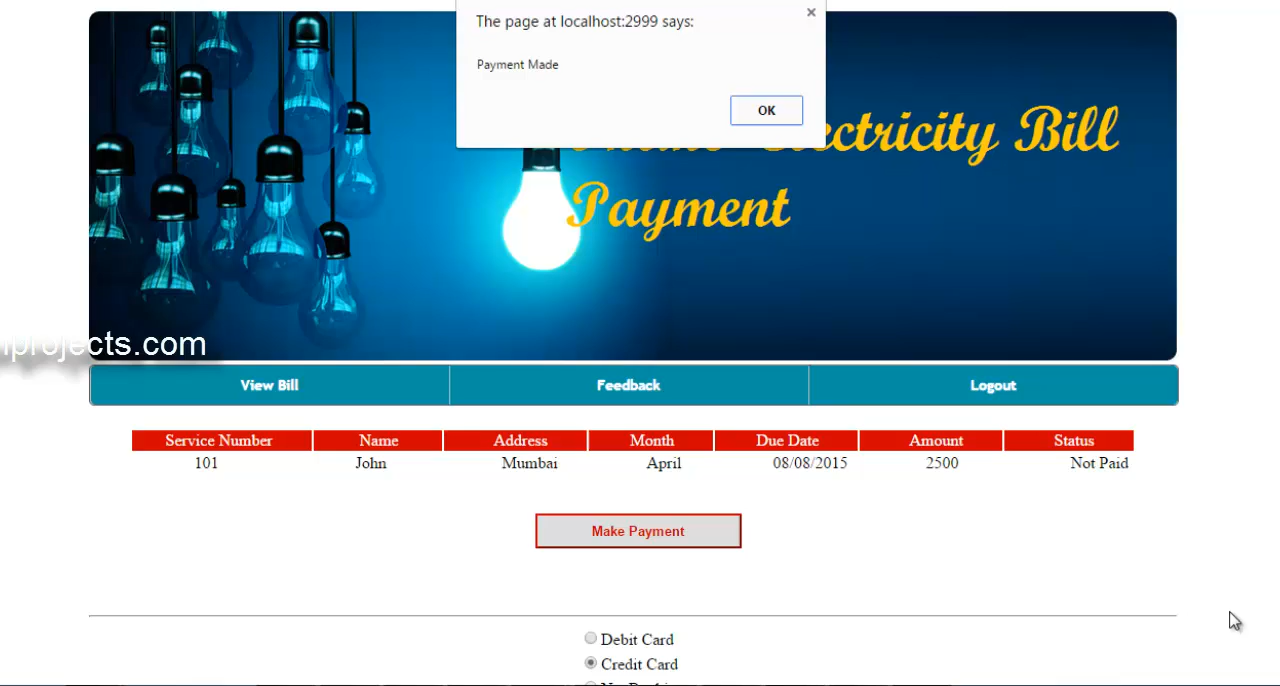 The page at localhost:2999 says:
Payment Made
OK
Electricity Bill
Payment
projects.com
View Bill Feedback Logout
Service Number Name Address Month Due Date Amount Status
101 John Mumbai April 08/08/2015 2500 Not Paid
Make Payment
Debit Card
Credit Card